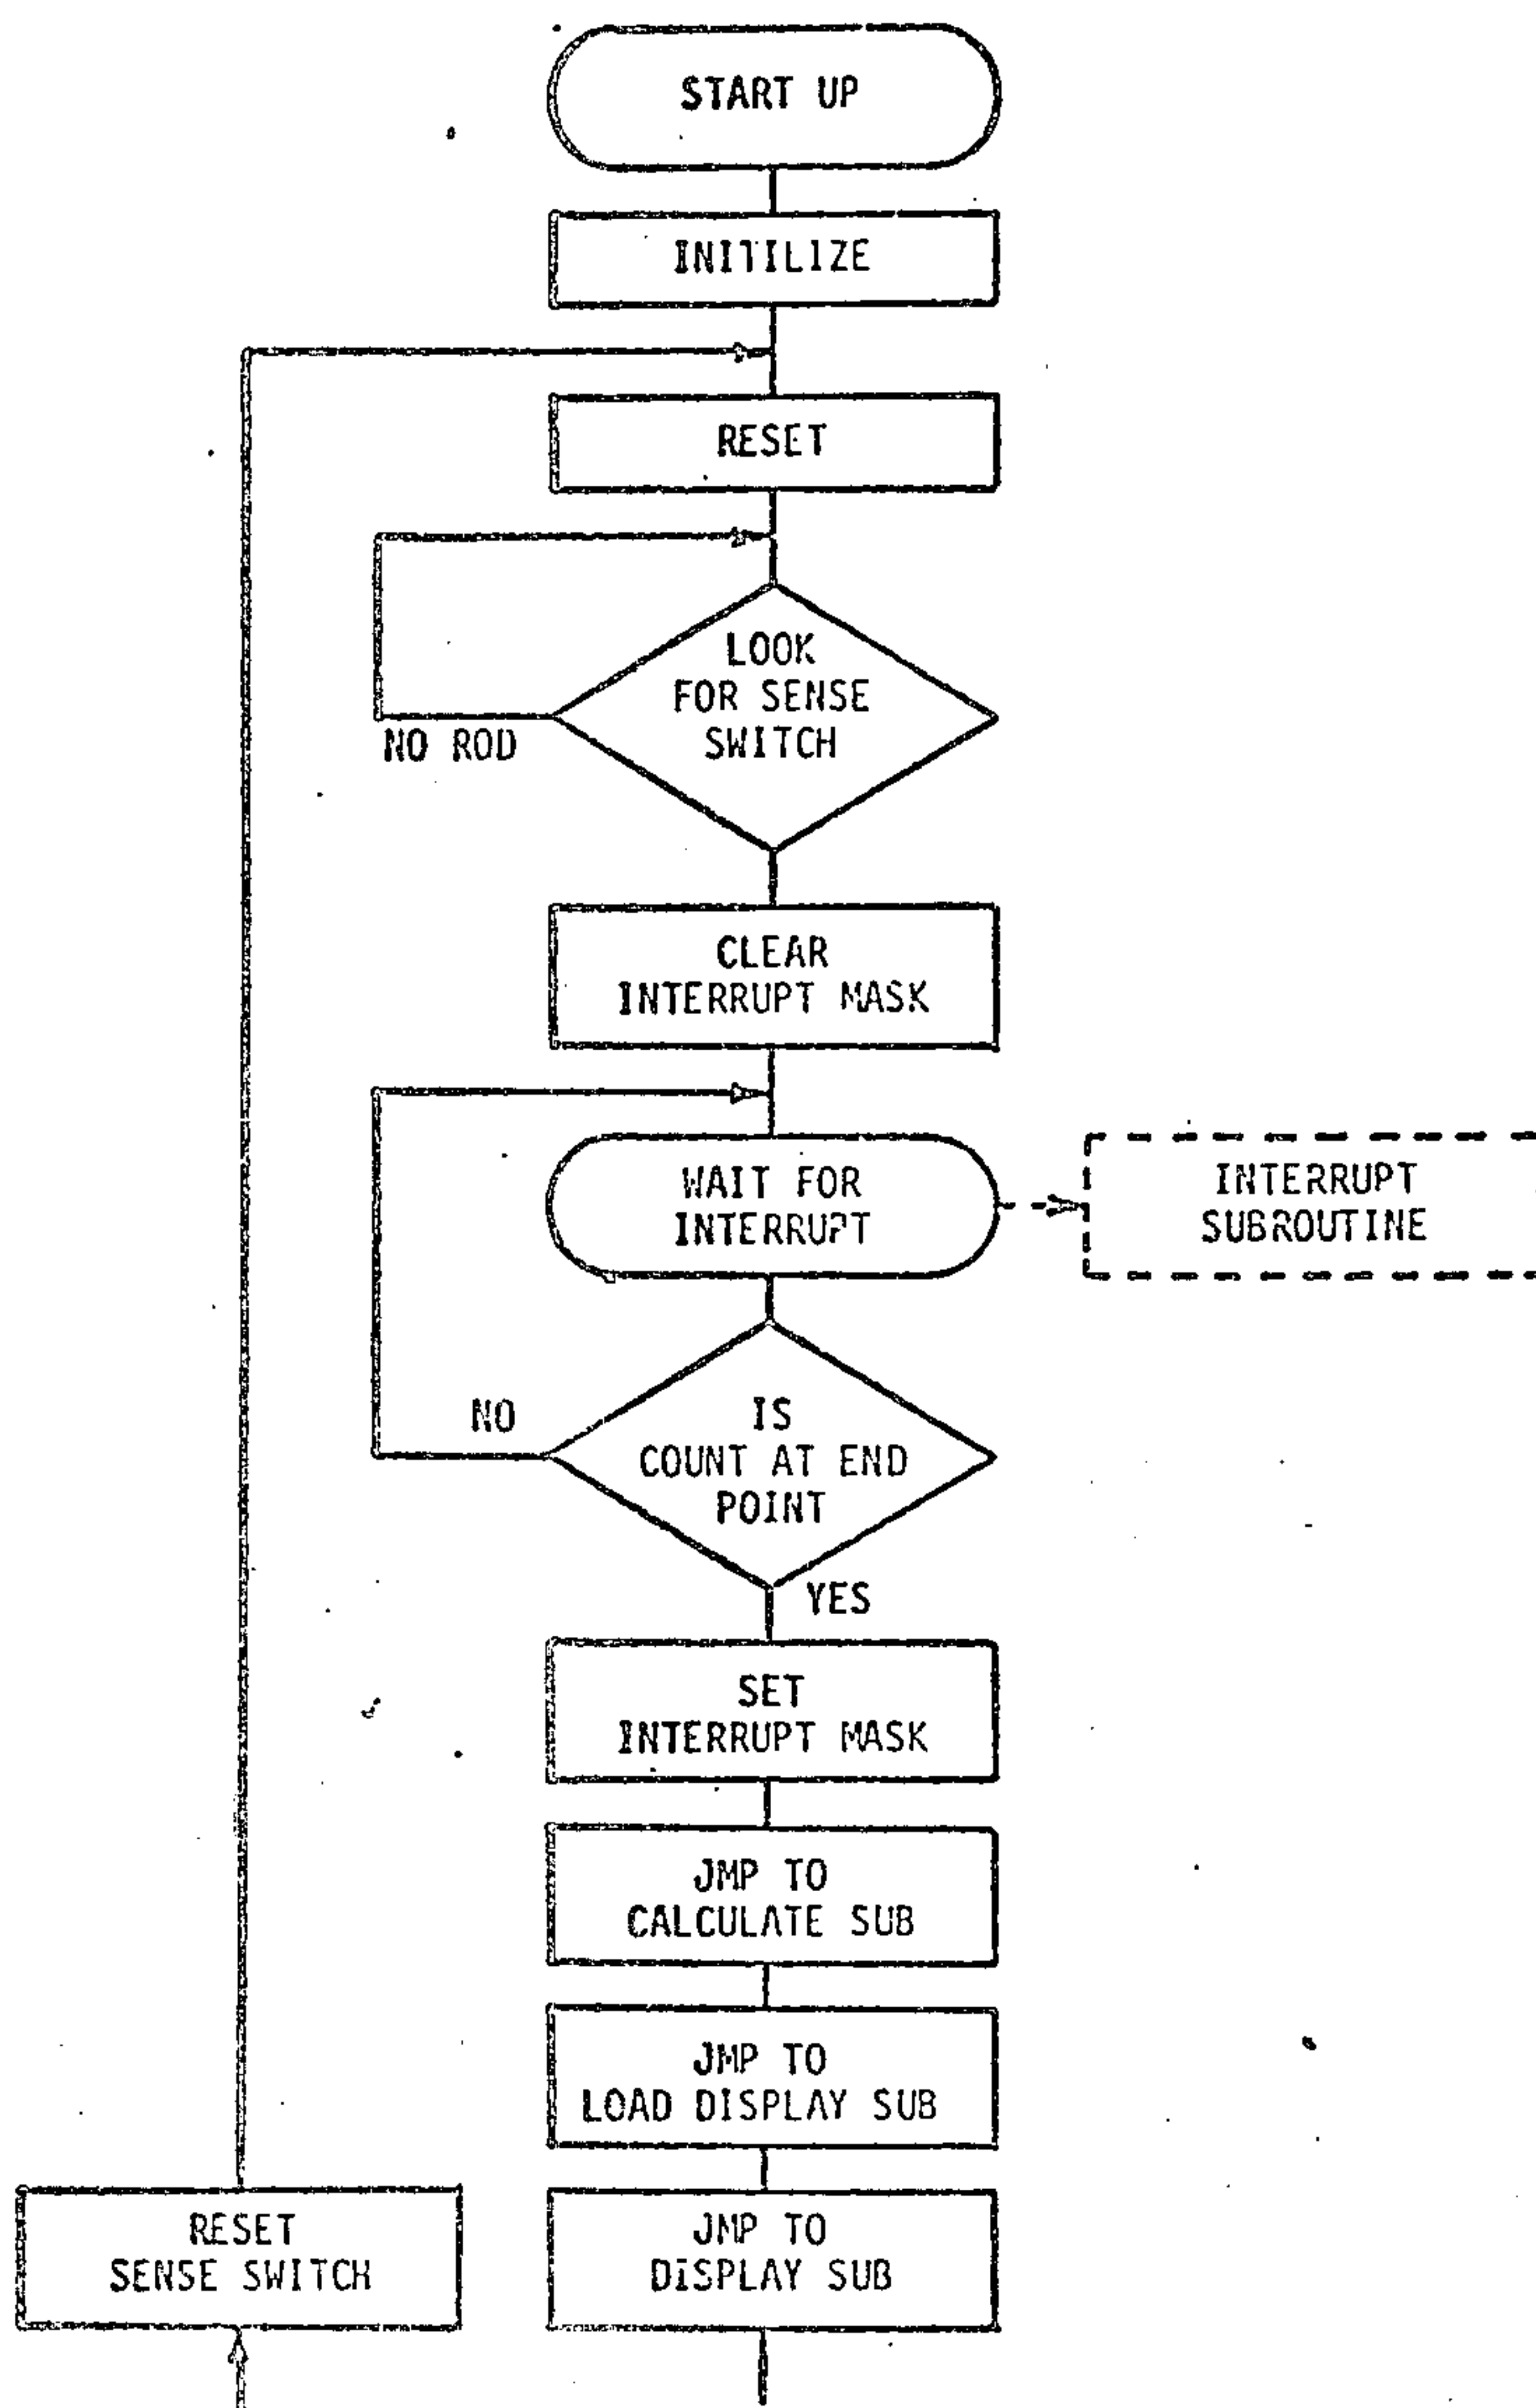 START UP
INITILIZE
RESET
LOOK
FOR SENSE
SWITCH
NO ROD
CLEAR
INTERRUPT MASK
WAIT FOR
INTERRUPT
INTERRUPT
SUBROUTINE
IS
COUNT AT END
POINT
NO
YES
SET
INTERRUPT MASK
JMP TO
CALCULATE SUB
JMP TO
LOAD DISPLAY SUB
RESET
SENSE SWITCH
JMP TO
DISPLAY SUB